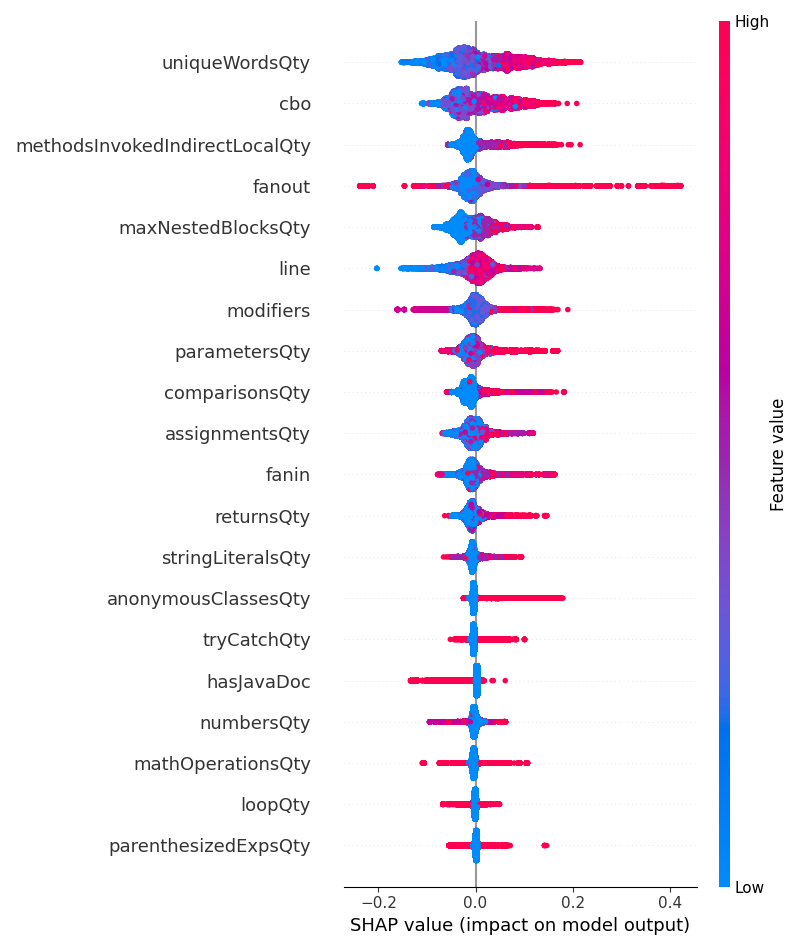 High
uniqueWordsQty
cbo
methodsInvokedIndirectLocalQty
fanout
maxNestedBlocksQty
line
modifiers
parametersQty
comparisonsQty
assignmentsQty
fanin
returnsQty
stringLiteralsQty
anonymousClassesQty
tryCatchQty
hasJavaDoc
numbersQty
mathOperationsQty
loopQty
parenthesizedExpsQty
Feature value
Low
−0.2 0.0 0.2 0.4
SHAP value (impact on model output)